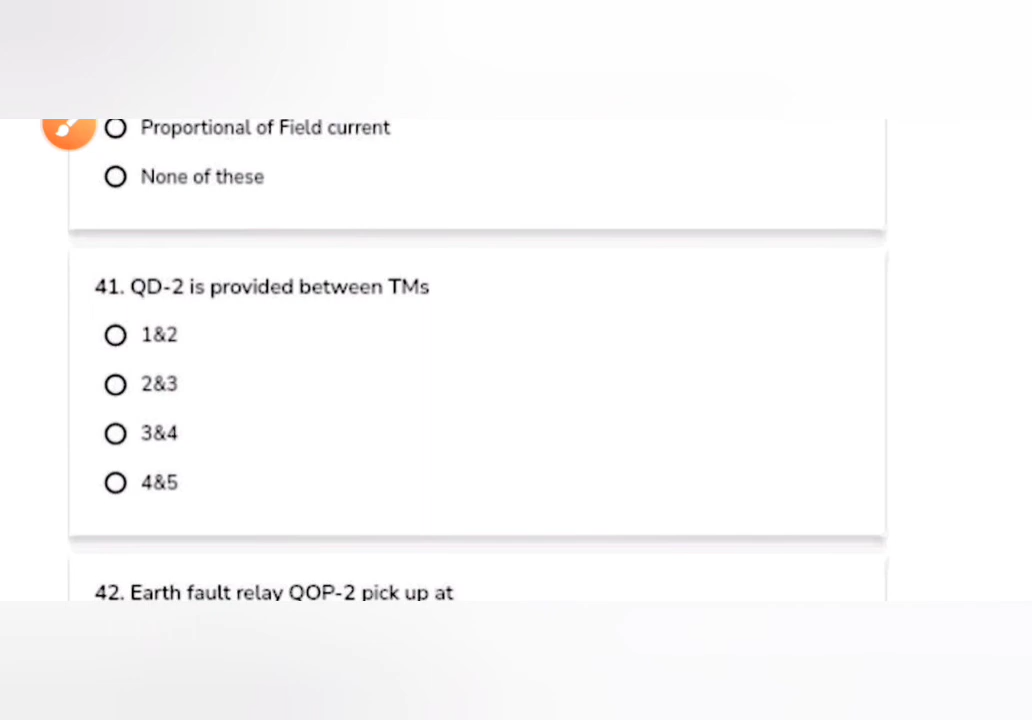 Proportional of Field current
None of these
41. QD-2 is provided between TMs
1&2
2&3
3&4
4&5
42. Earth fault relay QOP-2 pick up at